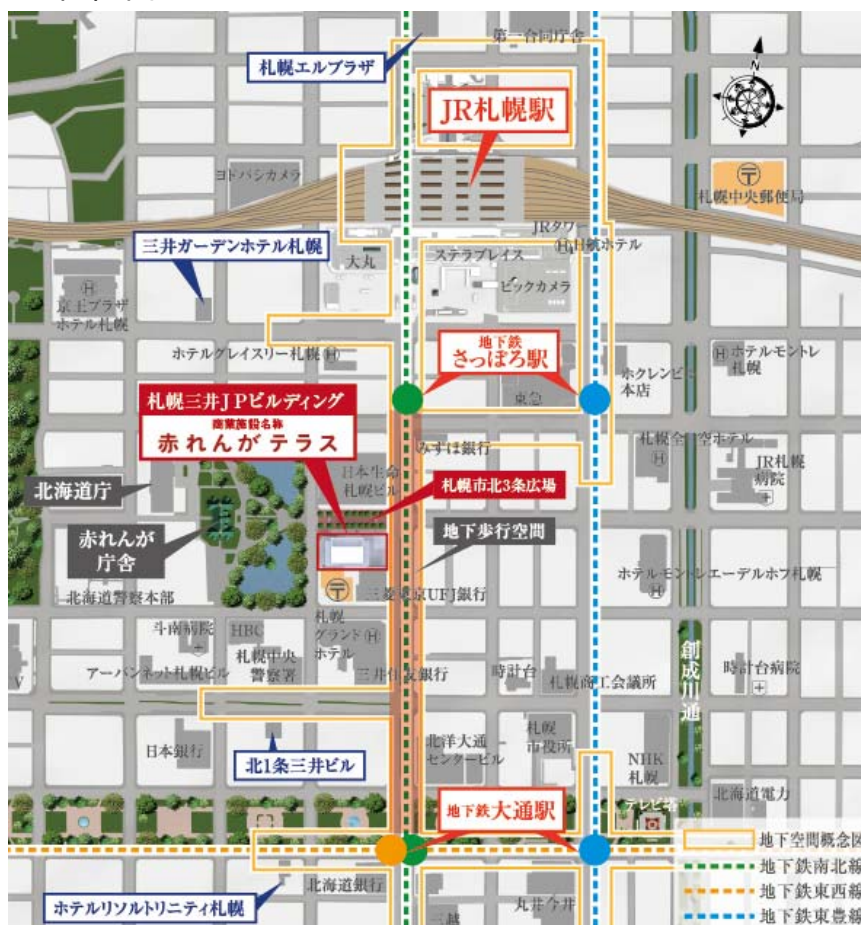 第一合同庁舎
札幌エルプラザ
N
JR札幌駅
ヨドバシカメラ
札幌中央郵便局
JRタワー
H日航ホテル
三井ガーデンホテル札幌
大丸
ステラプレイス
ビックカメラ
H
京王プラザ
ホテル札幌
ホテルグレイスリー札幌 H
地下鉄
さっぽろ駅
H ホテルモントレ
札幌
ホクレンビル
本店
東急
札幌三井JPビルディング
商業施設名称
赤れんがテラス
みずほ銀行
H
JR札幌
病院
日本生命
札幌ビル
札幌市北3条広場
北海道庁
地下歩行空間
赤れんが
庁舎
ホテルモントレエーデルホフ札幌
H
北海道警察本部
三菱東京UFJ銀行
札幌
グランド H
ホテル
斗南病院
HBC
札幌中央
警察署
アーバンネット札幌ビル
三井住友銀行
時計台
札幌商工会議所
創成川通
時計台病院
日本銀行
北1条三井ビル
北洋大通
センタービル
札幌
市役所
NHK
札幌
テレビ塔
北海道電力
地下鉄 大通駅
地下空間概念図
地下鉄南北線
地下鉄東西線
地下鉄東豊線
北海道銀行
ホテルリソルトリニティ札幌
三越
丸井今井